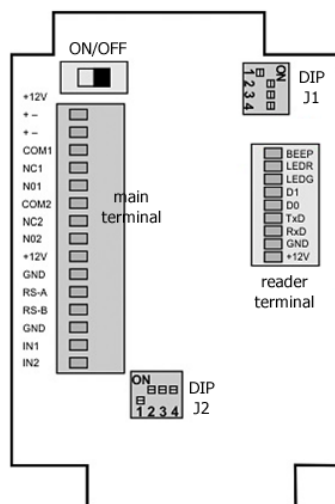 ON/OFF
+12V
+ –
+ –
COM1
NC1
N01
COM2
NC2
N02
+12V
GND
RS-A
RS-B
GND
IN1
IN2
main
terminal
ON
1 2 3 4
DIP
J1
BEEP
LEDR
LEDG
D1
D0
TxD
RxD
GND
+12V
reader
terminal
ON
1 2 3 4
DIP
J2